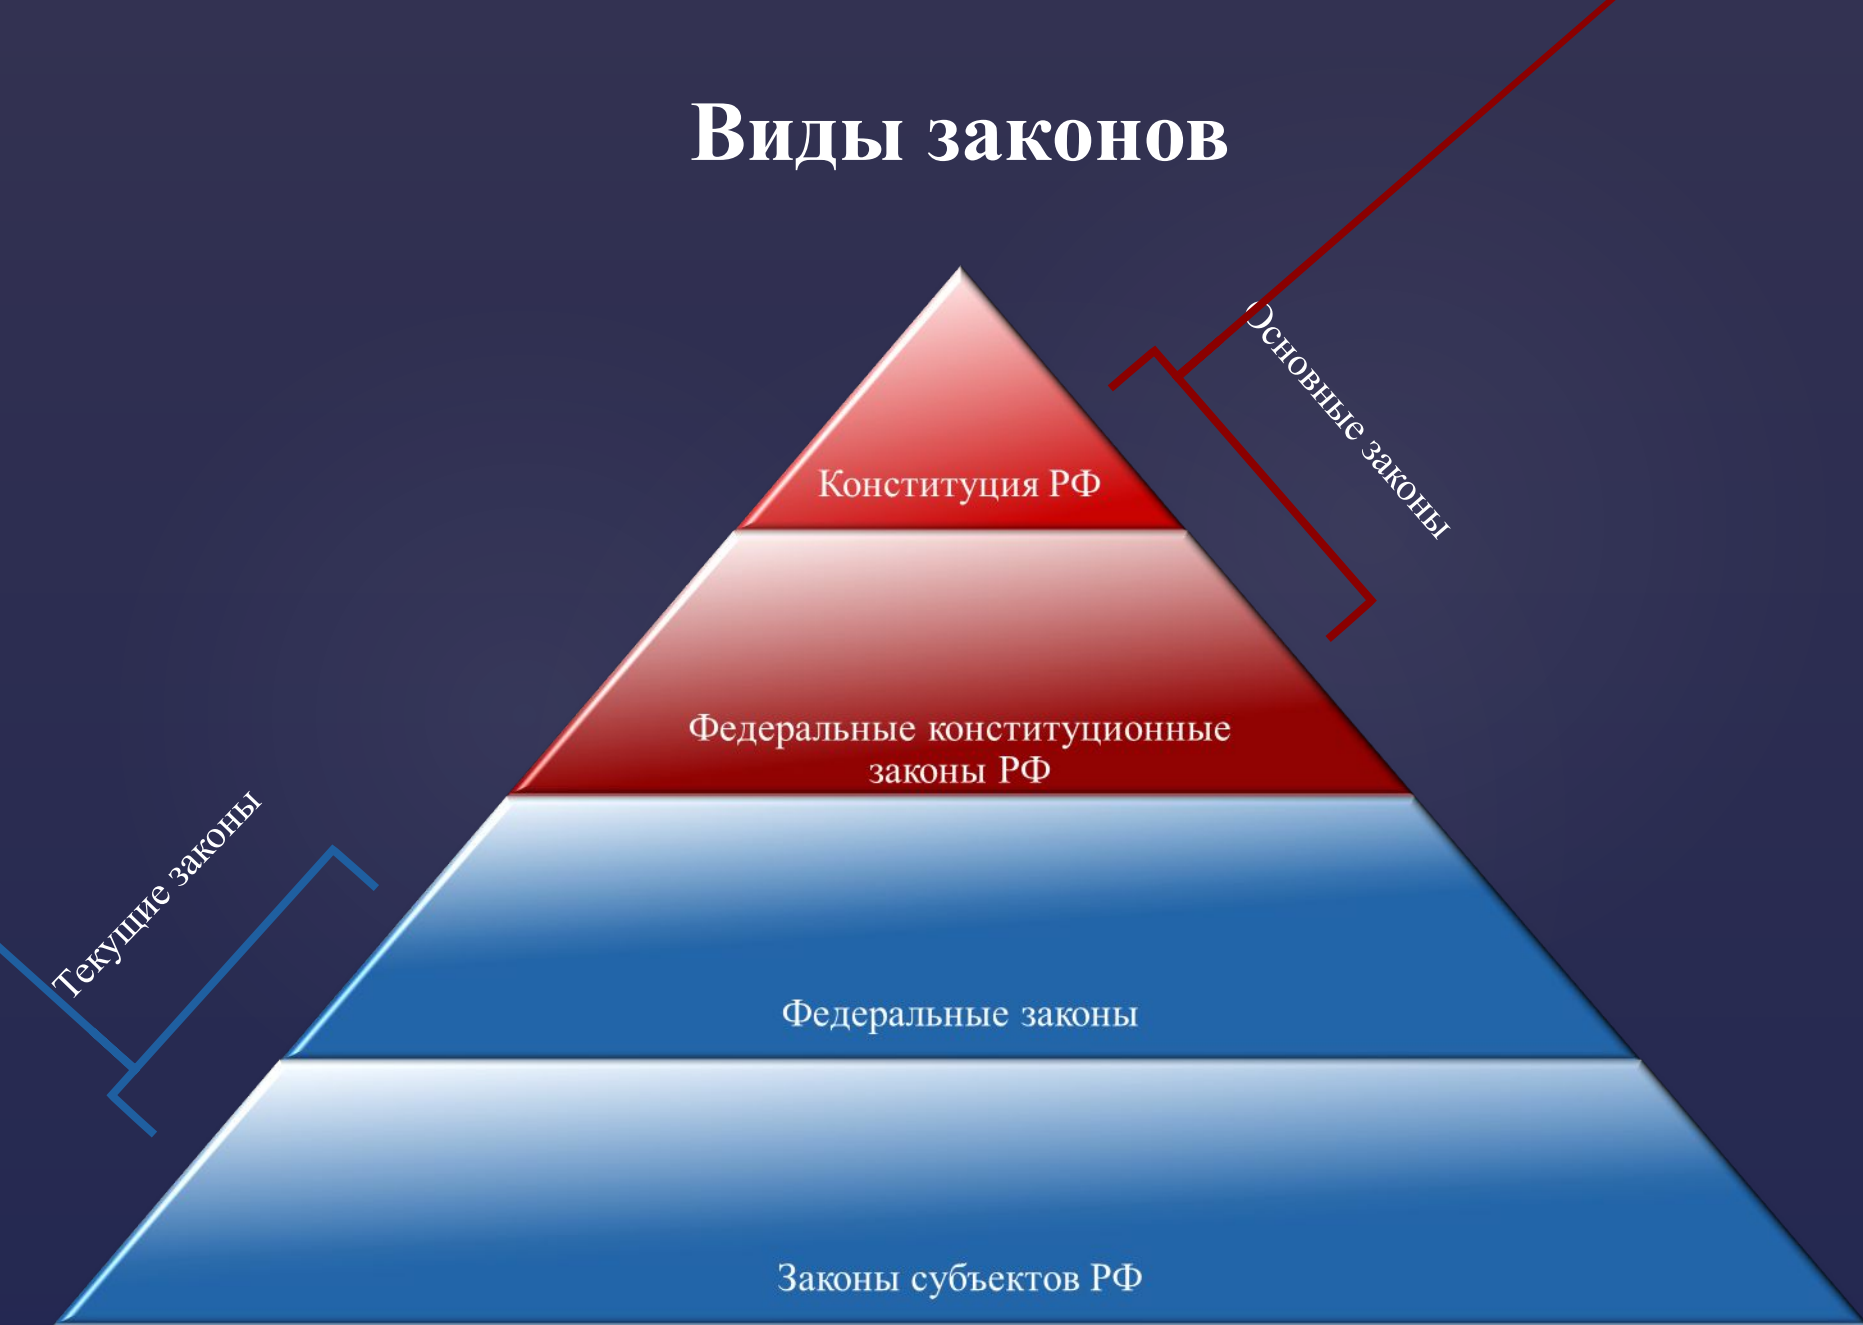 Виды законов
Основные законы
Конституция РФ
Федеральные конституционные
законы РФ
Текущие законы
Федеральные законы
Законы субъектов РФ